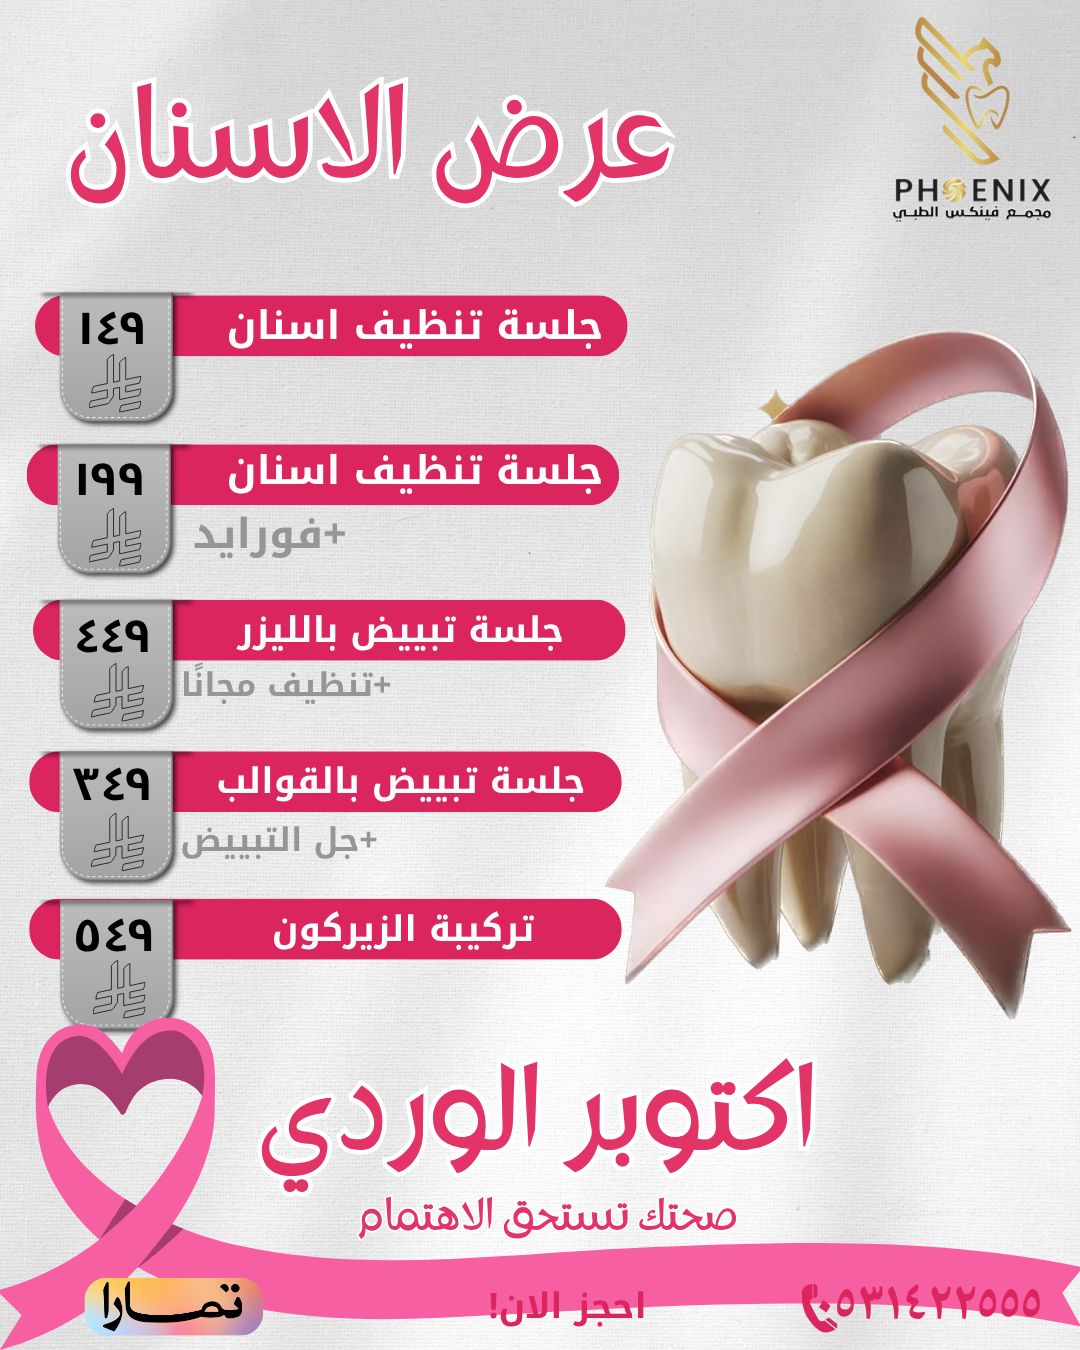 PHOENIX
مجمع فينكس الطبي
عرض الاسنان
جلسة تنظيف اسنان
١٤٩
جلسة تنظيف اسنان
١٩٩
+فورايد
جلسة تبييض بالليزر
٤٤٩
+تنظيف مجانًا
جلسة تبييض بالقوالب
٣٤٩
+جل التبييض
تركيبة الزيركون
٥٤٩
اكتوبر الوردي
صحتك تستحق الاهتمام
٠٥٣١٤٢٢٥٥٥
احجز الان!
تمارا